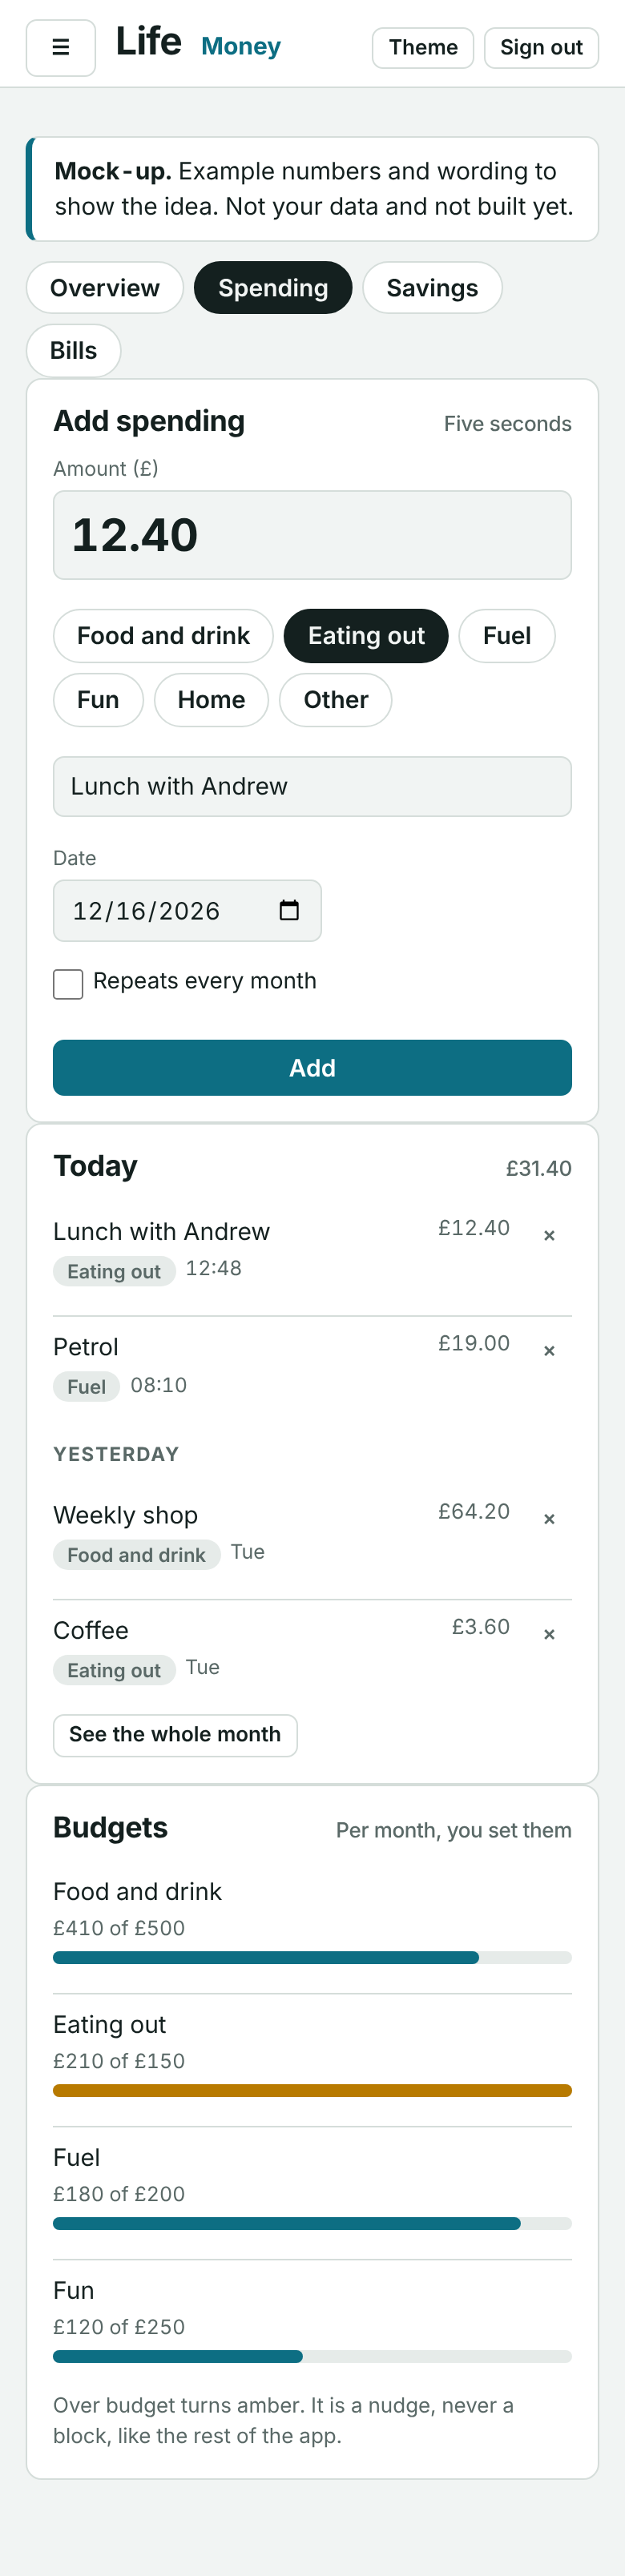 ☰ Life Money Theme Sign out
Mock-up. Example numbers and wording to
show the idea. Not your data and not built yet.
Overview Spending Savings
Bills
Add spending Five seconds
Amount (£)
12.40
Food and drink Eating out Fuel
Fun Home Other
Lunch with Andrew
Date
12/16/2026
Repeats every month
Add
Today £31.40
Lunch with Andrew £12.40 ×
Eating out 12:48
Petrol £19.00 ×
Fuel 08:10
YESTERDAY
Weekly shop £64.20 ×
Food and drink Tue
Coffee £3.60 ×
Eating out Tue
See the whole month
Budgets Per month, you set them
Food and drink
£410 of £500
Eating out
£210 of £150
Fuel
£180 of £200
Fun
£120 of £250
Over budget turns amber. It is a nudge, never a
block, like the rest of the app.